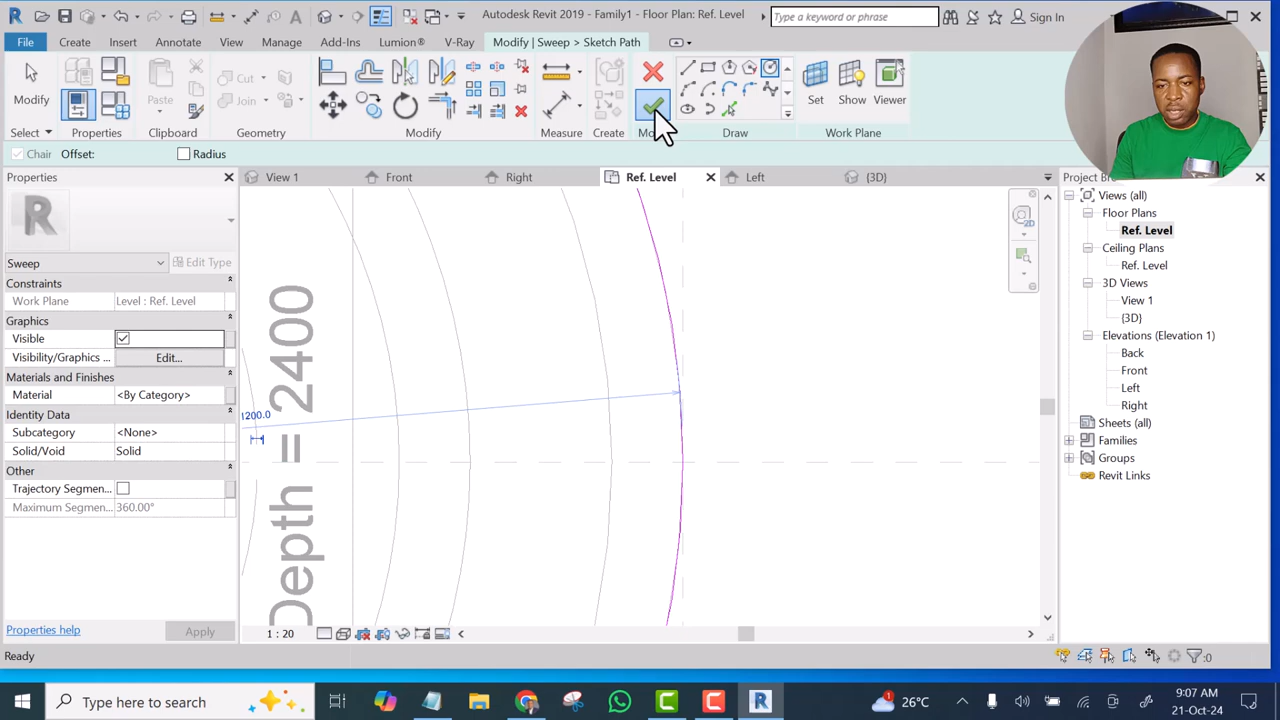 Autodesk Revit 2019 - Family1 - Floor Plan: Ref. Level
Type a keyword or phrase
Sign In
File Create Insert Annotate View Manage Add-Ins Lumion® V-Ray Modify | Sweep > Sketch Path
Modify Paste Cut Join Set Show Viewer
Select Properties Clipboard Geometry Modify Measure Create Mo Draw Work Plane
Chair Offset: Radius
Properties
View 1 Front Right Ref. Level Left {3D}
Project Br
Sweep
Edit Type
Constraints
Work Plane Level : Ref. Level
Graphics
Visible
Visibility/Graphics ... Edit...
Materials and Finishes
Material <By Category>
Identity Data
Subcategory <None>
Solid/Void Solid
Other
Trajectory Segmen...
Maximum Segmen... 360.00°
Properties help
Apply
1200.0
Depth = 2400
Views (all)
Floor Plans
Ref. Level
Ceiling Plans
Ref. Level
3D Views
View 1
{3D}
Elevations (Elevation 1)
Back
Front
Left
Right
Sheets (all)
Families
Groups
Revit Links
1 : 20
Ready
:0
Type here to search
1
26°C
9:07 AM
21-Oct-24